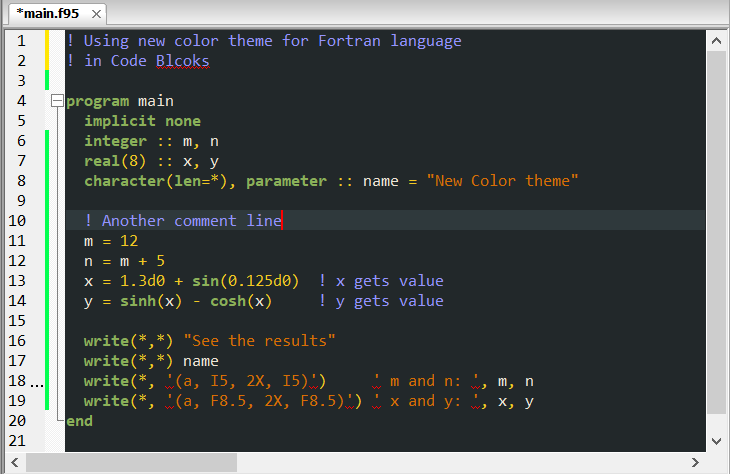 *main.f95 ×
1 ! Using new color theme for Fortran language
2 ! in Code Blcoks
3
4 program main
5   implicit none
6   integer :: m, n
7   real(8) :: x, y
8   character(len=*), parameter :: name = "New Color theme"
9
10   ! Another comment line
11   m = 12
12   n = m + 5
13   x = 1.3d0 + sin(0.125d0)  ! x gets value
14   y = sinh(x) - cosh(x)     ! y gets value
15
16   write(*,*) "See the results"
17   write(*,*) name
18 ...   write(*, '(a, I5, 2X, I5)')     ' m and n: ', m, n
19   write(*, '(a, F8.5, 2X, F8.5)') ' x and y: ', x, y
20 end
21